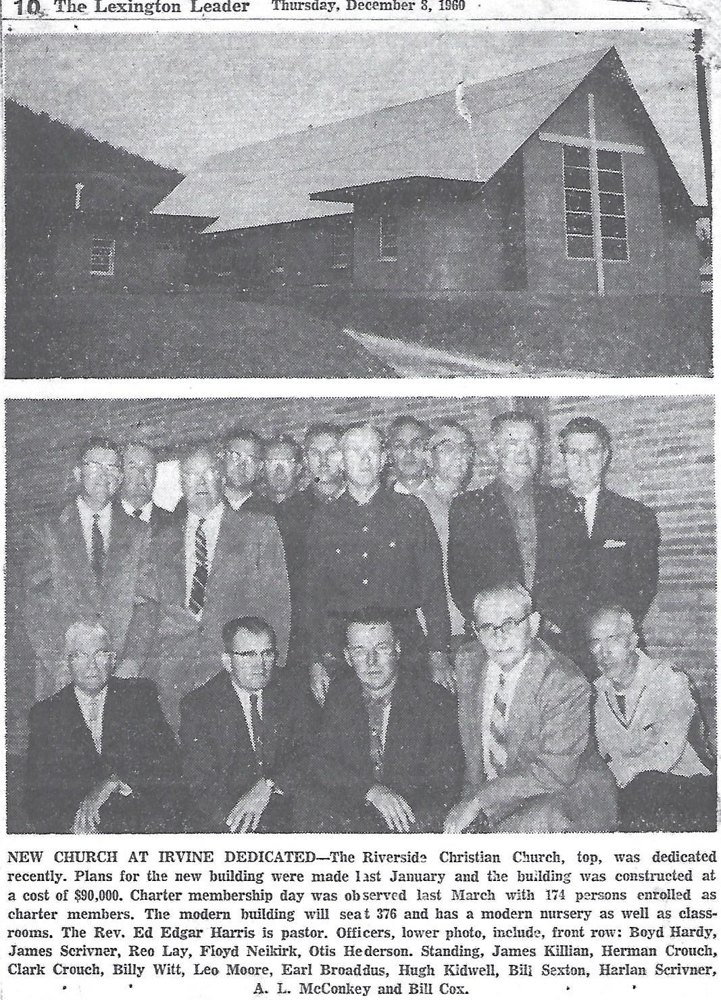 10 The Lexington Leader Thursday, December 8, 1960
NEW CHURCH AT IRVINE DEDICATED—The Riverside Christian Church, top, was dedicated
recently. Plans for the new building were made last January and the building was constructed at
a cost of $90,000. Charter membership day was observed last March with 174 persons enrolled as
charter members. The modern building will seat 376 and has a modern nursery as well as class-
rooms. The Rev. Ed Edgar Harris is pastor. Officers, lower photo, include, front row: Boyd Hardy,
James Scrivner, Reo Lay, Floyd Neikirk, Otis Hederson. Standing, James Killian, Herman Crouch,
Clark Crouch, Billy Witt, Leo Moore, Earl Broaddus, Hugh Kidwell, Bill Sexton, Harlan Scrivner,
A. L. McConkey and Bill Cox.